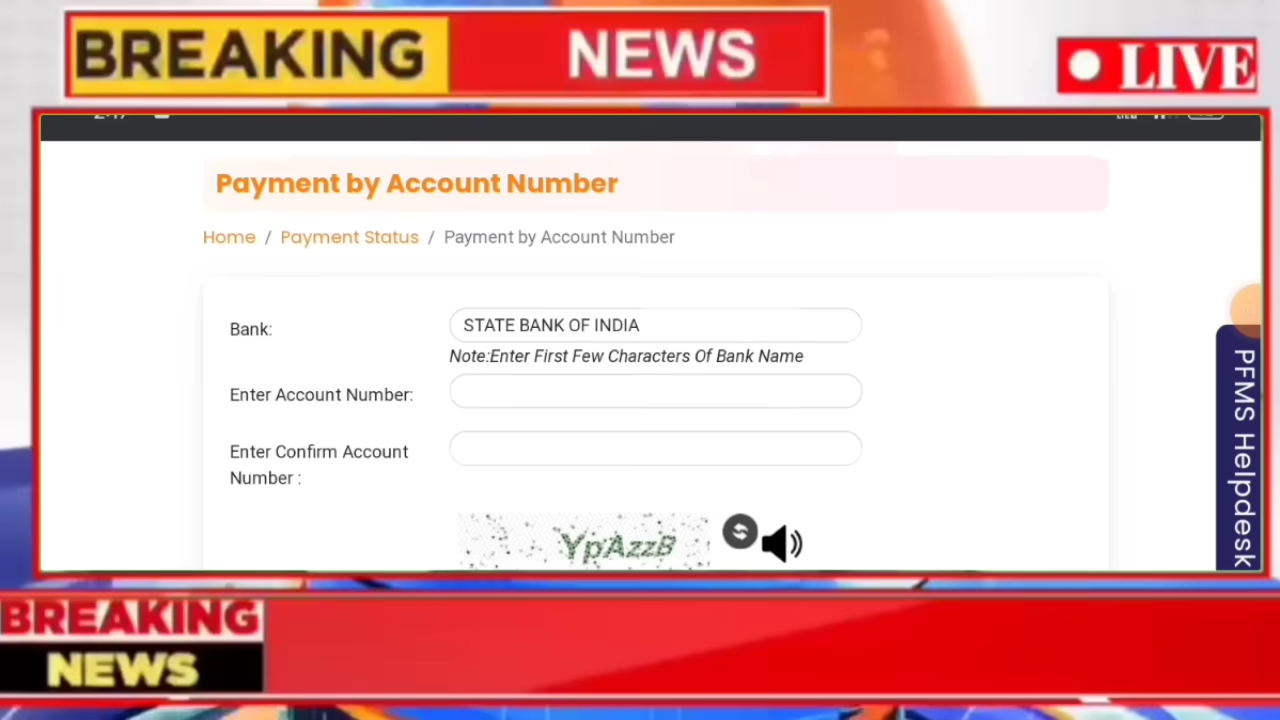 BREAKING NEWS
LIVE
Payment by Account Number
Home / Payment Status / Payment by Account Number
Bank:
STATE BANK OF INDIA
Note:Enter First Few Characters Of Bank Name
Enter Account Number:
Enter Confirm Account
Number :
YpAzzB
PFMS Helpdesk
BREAKING
NEWS